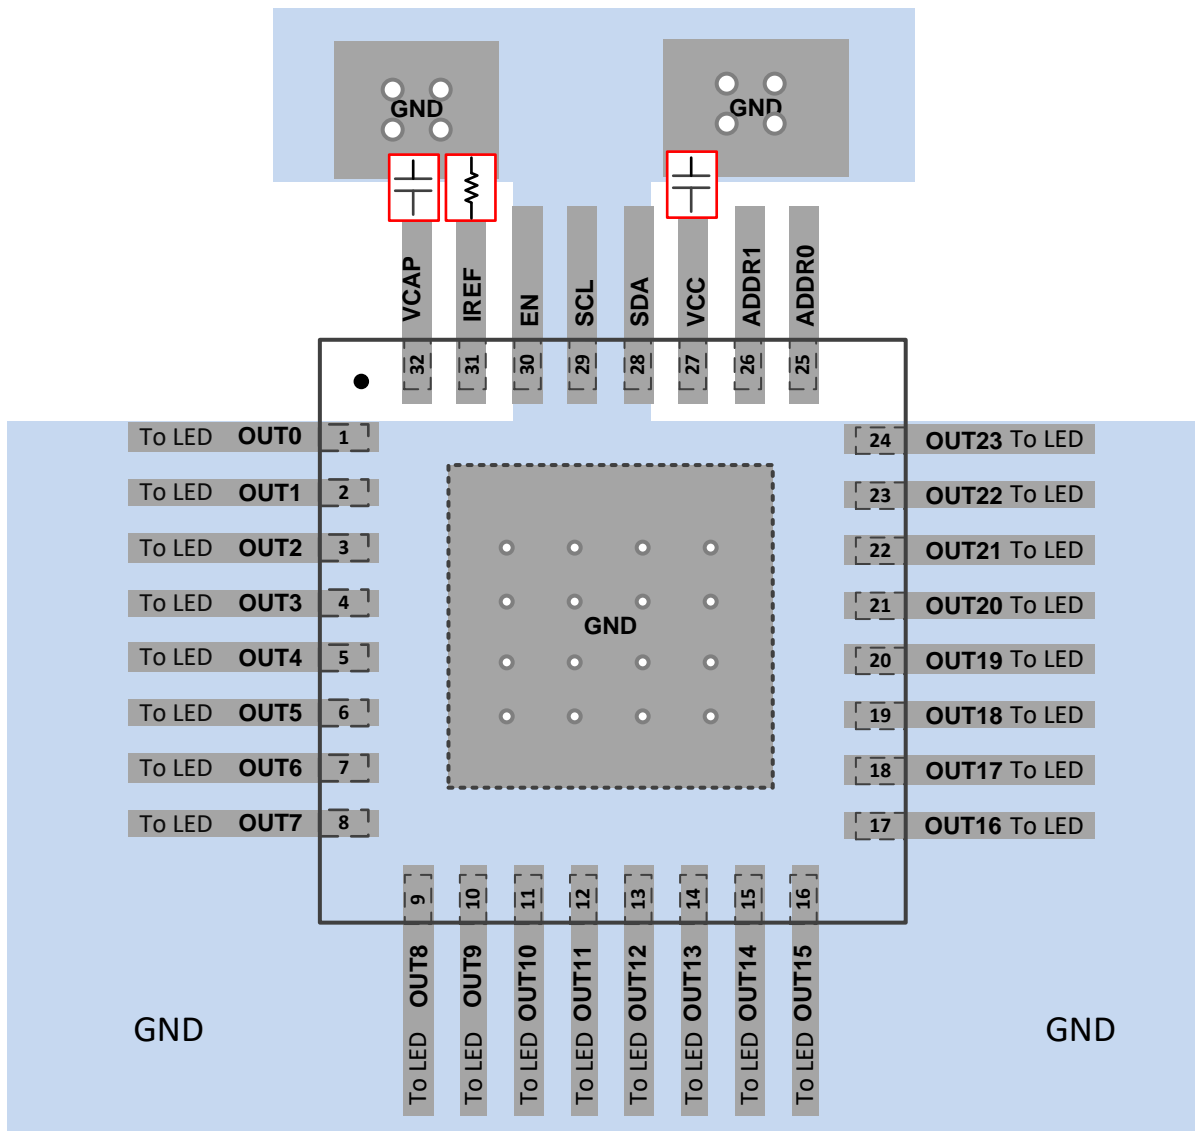 GND
GND
VCAP
IREF
EN
SCL
SDA
VCC
ADDR1
ADDR0
32
31
30
29
28
27
26
25
To LED OUT0 1
24 OUT23 To LED
To LED OUT1 2
23 OUT22 To LED
To LED OUT2 3
22 OUT21 To LED
To LED OUT3 4
21 OUT20 To LED
GND
To LED OUT4 5
20 OUT19 To LED
To LED OUT5 6
19 OUT18 To LED
To LED OUT6 7
18 OUT17 To LED
To LED OUT7 8
17 OUT16 To LED
To LED OUT8 9
To LED OUT9 10
To LED OUT10 11
To LED OUT11 12
To LED OUT12 13
To LED OUT13 14
To LED OUT14 15
To LED OUT15 16
GND
GND